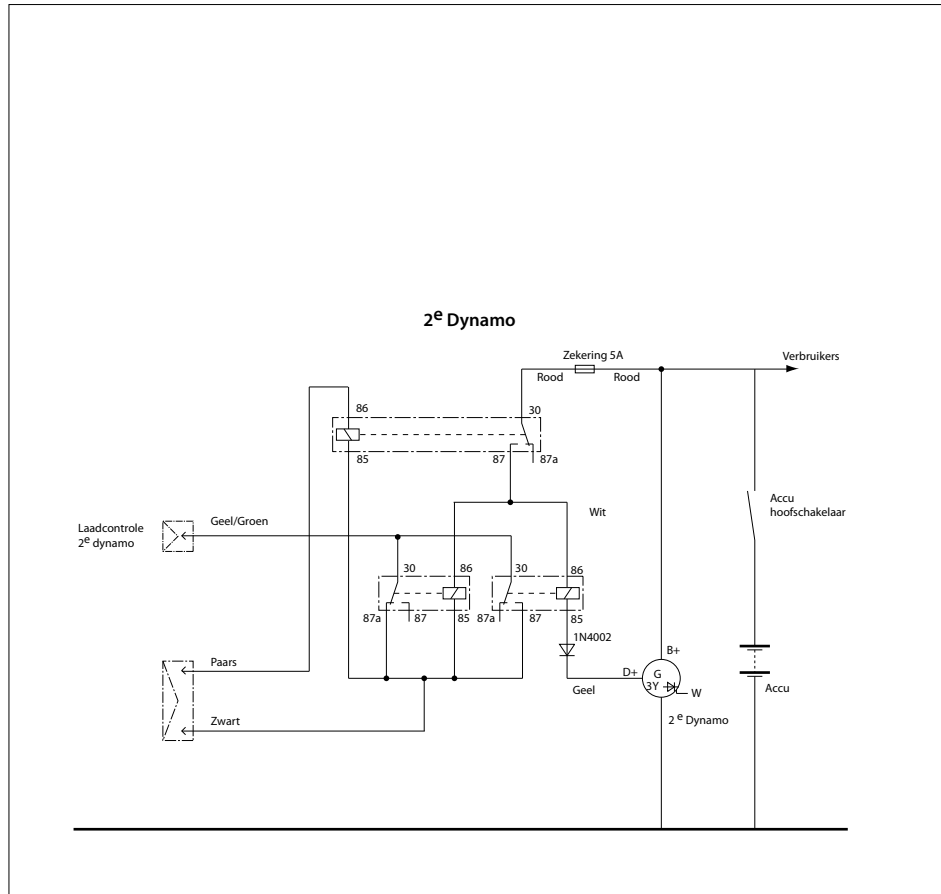 2e Dynamo
Zekering 5A
Verbruikers
Rood
Rood
86
30
85
87
87a
Accu
hoofschakelaar
Wit
Laadcontrole
2e dynamo
Geel/Groen
30
86
30
86
87a
87
85
87a
87
85
1N4002
Paars
B+
D+
G
3Y
W
Geel
Accu
2 e Dynamo
Zwart